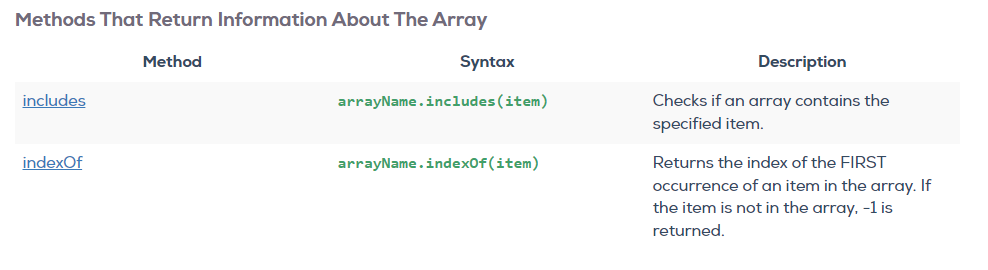 Methods That Return Information About The Array
Method Syntax Description
includes arrayName.includes(item) Checks if an array contains the
specified item.
indexOf arrayName.indexOf(item) Returns the index of the FIRST
occurrence of an item in the array. If
the item is not in the array, -1 is
returned.